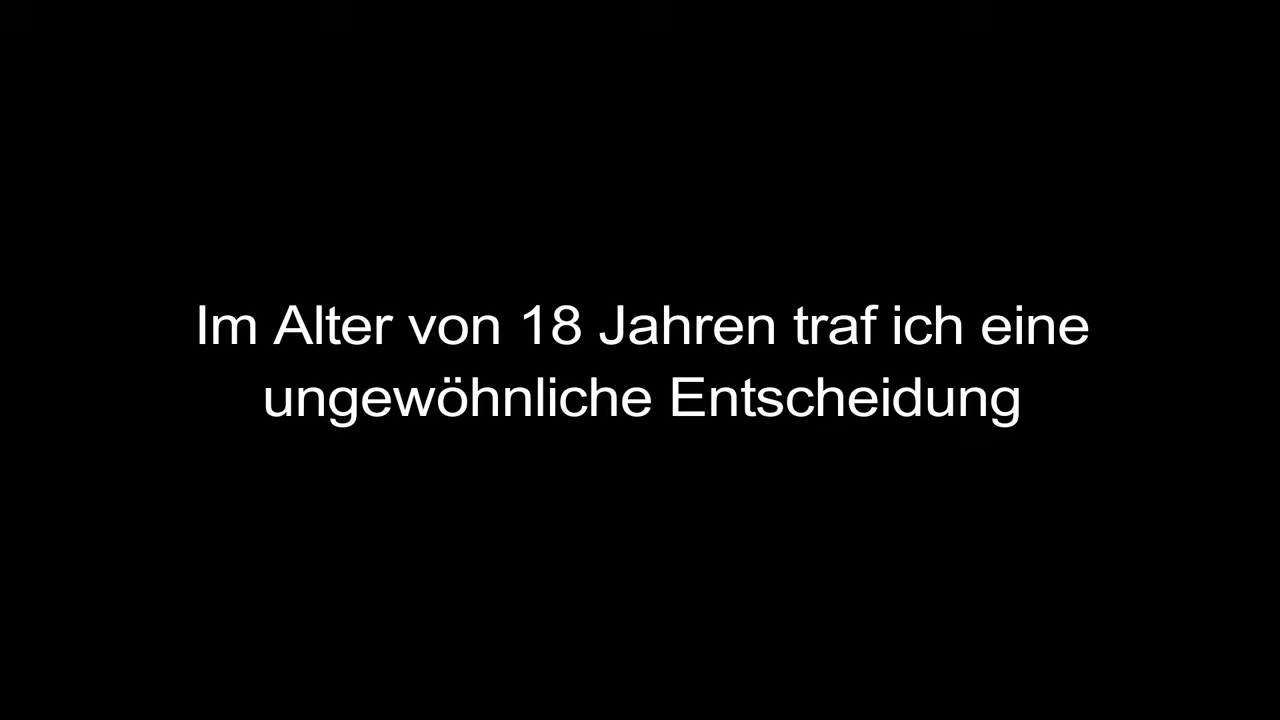 Im Alter von 18 Jahren traf ich eine
ungewöhnliche Entscheidung